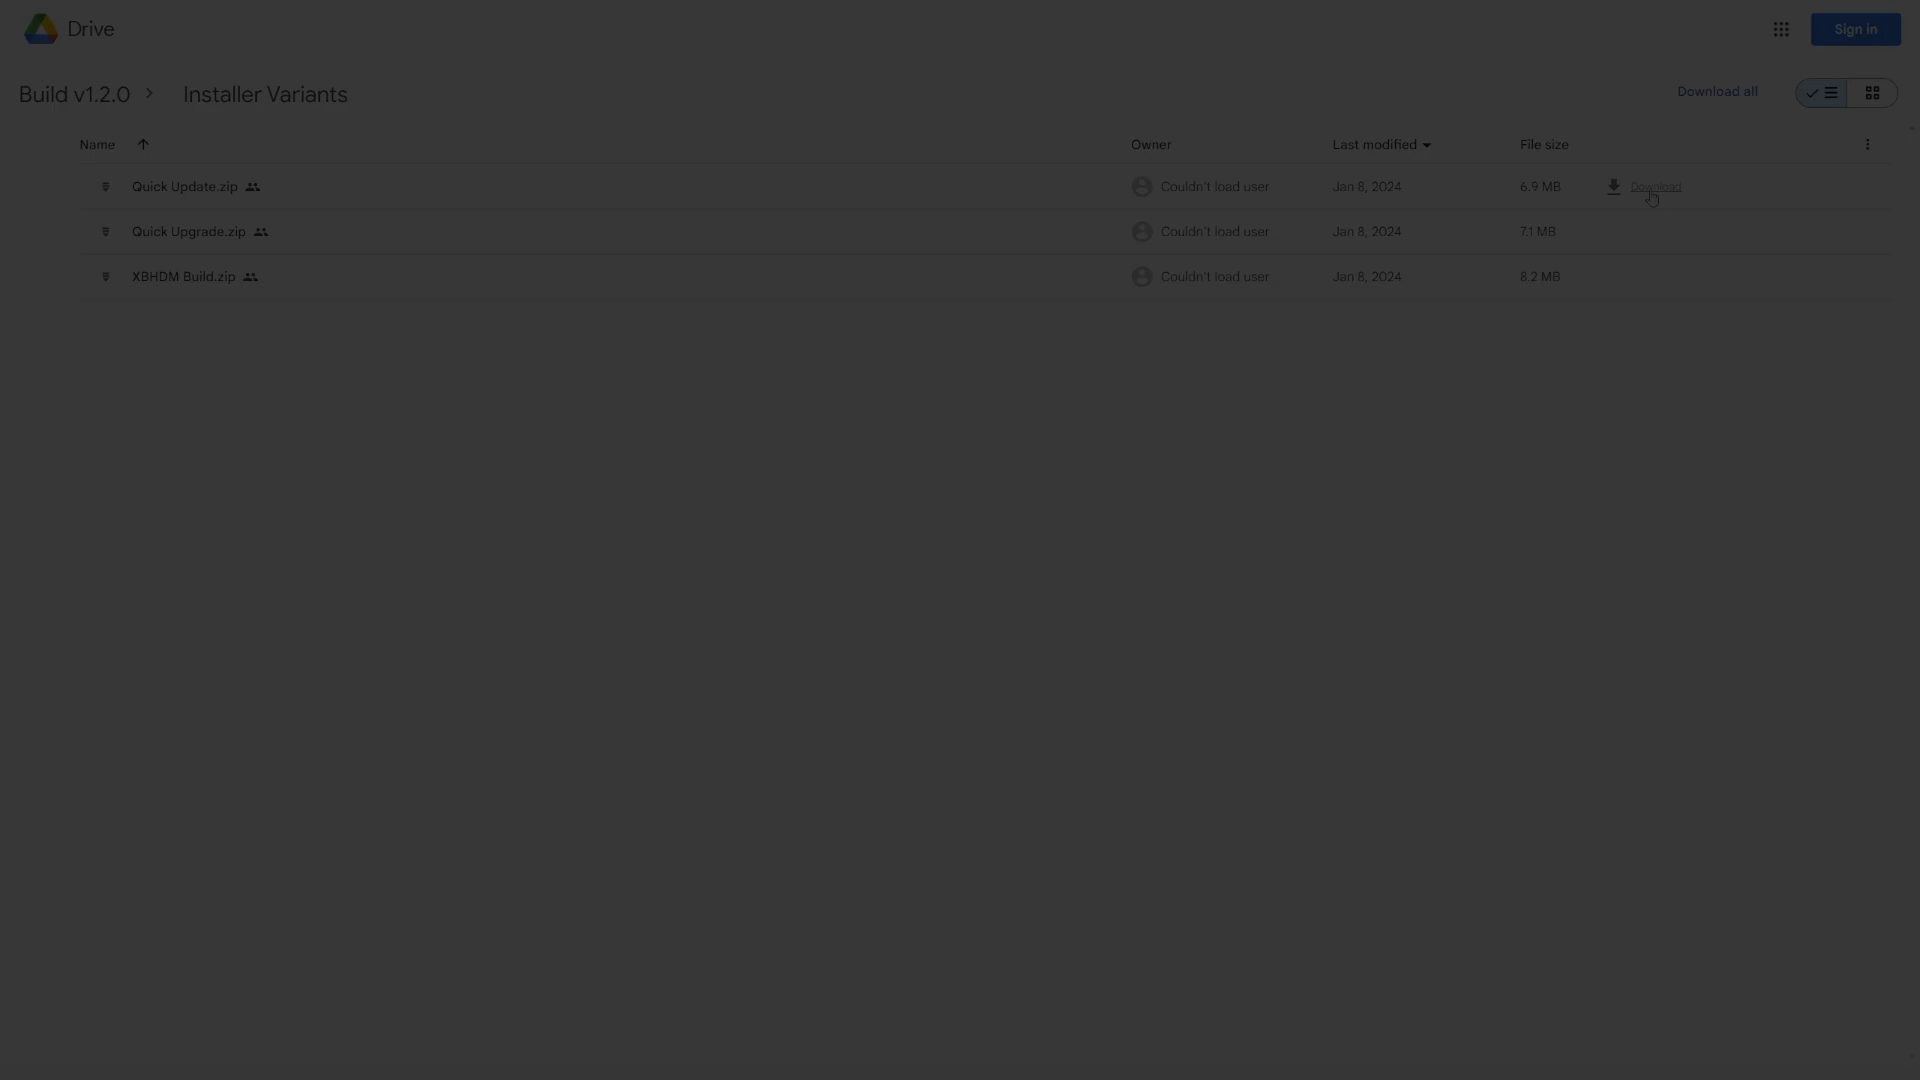 Drive
Sign in
Build v1.2.0 > Installer Variants
Download all
Name Owner Last modified File size
Quick Update.zip Couldn't load user Jan 8, 2024 6.9 MB Download
Quick Upgrade.zip Couldn't load user Jan 8, 2024 7.1 MB
XBHDM Build.zip Couldn't load user Jan 8, 2024 8.2 MB